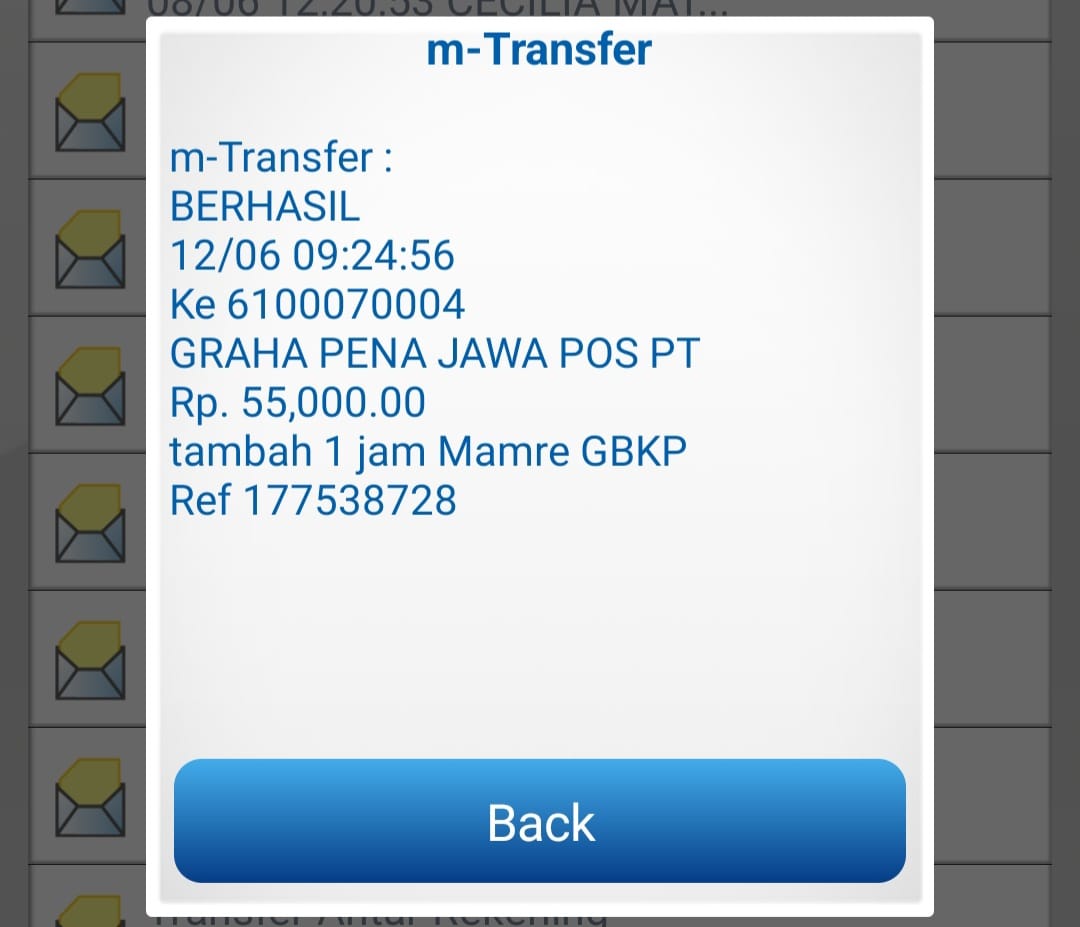 08/06 12:20:53 CECILIA MAT...
m-Transfer
m-Transfer :
BERHASIL
12/06 09:24:56
Ke 6100070004
GRAHA PENA JAWA POS PT
Rp. 55,000.00
tambah 1 jam Mamre GBKP
Ref 177538728
Back
Transfer Antar Rekening